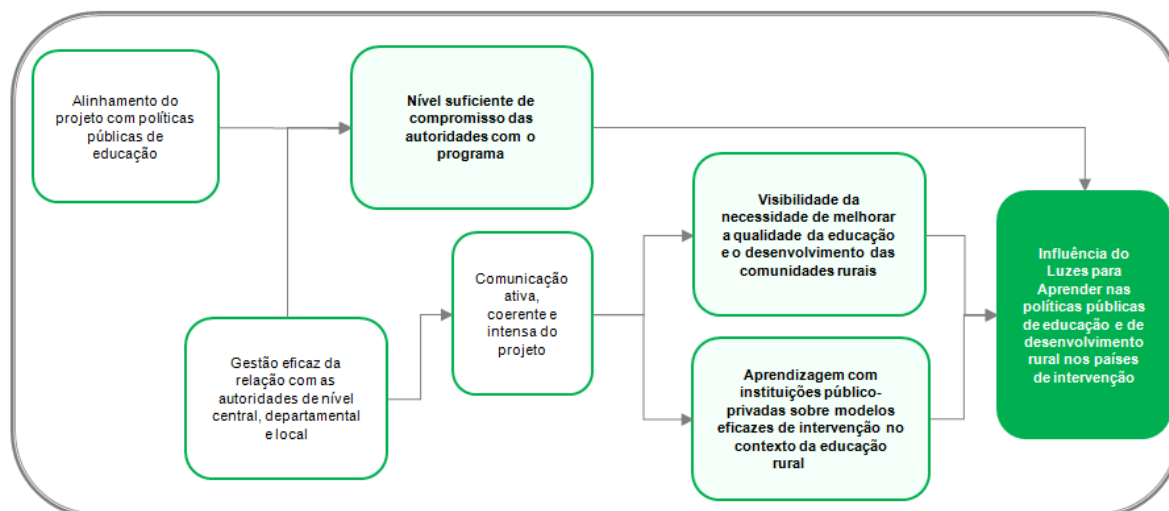 Alinhamento do
projeto com políticas
públicas de
educação
Nível suficiente de
compromisso das
autoridades com o
programa
Gestão eficaz da
relação com as
autoridades de nível
central, departamental
e local
Comunicação
ativa,
coerente e
intensa do
projeto
Visibilidade da
necessidade de melhorar
a qualidade da educação
e o desenvolvimento das
comunidades rurais
Aprendizagem com
instituições público-
privadas sobre modelos
eficazes de intervenção no
contexto da educação
rural
Influência do
Luzes para
Aprender nas
políticas públicas
de educação e de
desenvolvimento
rural nos países
de intervenção